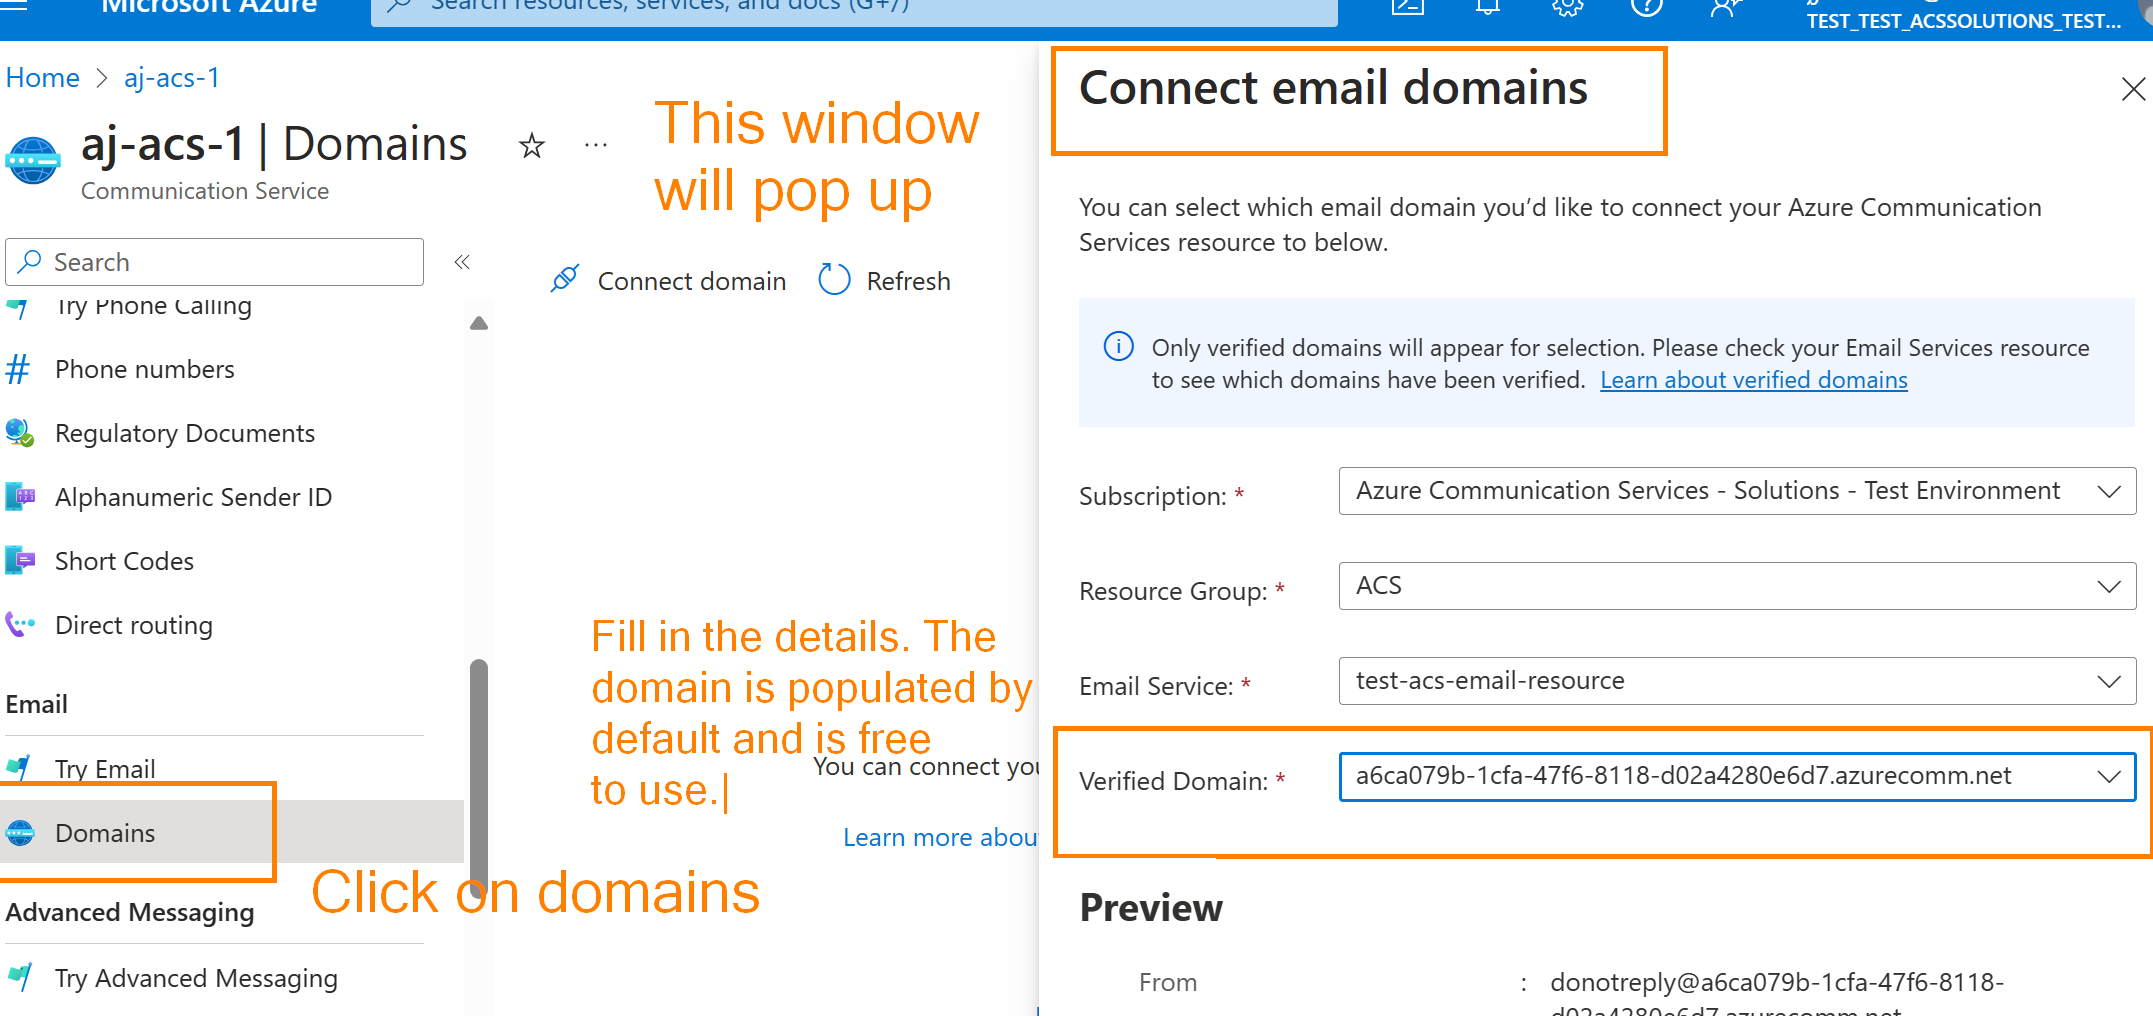 Microsoft Azure
Search resources, services, and docs (G+/)
TEST_TEST_ACSSOLUTIONS_TEST...
Home > aj-acs-1
aj-acs-1 | Domains
...
Communication Service
Search
«
Try Phone Calling
Phone numbers
Regulatory Documents
Alphanumeric Sender ID
Short Codes
Direct routing
Email
Try Email
Domains
Advanced Messaging
Try Advanced Messaging
This window
will pop up
Connect domain
Refresh
Fill in the details. The
domain is populated by
default and is free
to use.
You can connect you
Learn more abou
Click on domains
Connect email domains
You can select which email domain you’d like to connect your Azure Communication
Services resource to below.
Only verified domains will appear for selection. Please check your Email Services resource
to see which domains have been verified. Learn about verified domains
Subscription: * Azure Communication Services - Solutions - Test Environment
Resource Group: * ACS
Email Service: * test-acs-email-resource
Verified Domain: * a6ca079b-1cfa-47f6-8118-d02a4280e6d7.azurecomm.net
Preview
From : donotreply@a6ca079b-1cfa-47f6-8118-
d02a4280e6d7.azurecomm.net